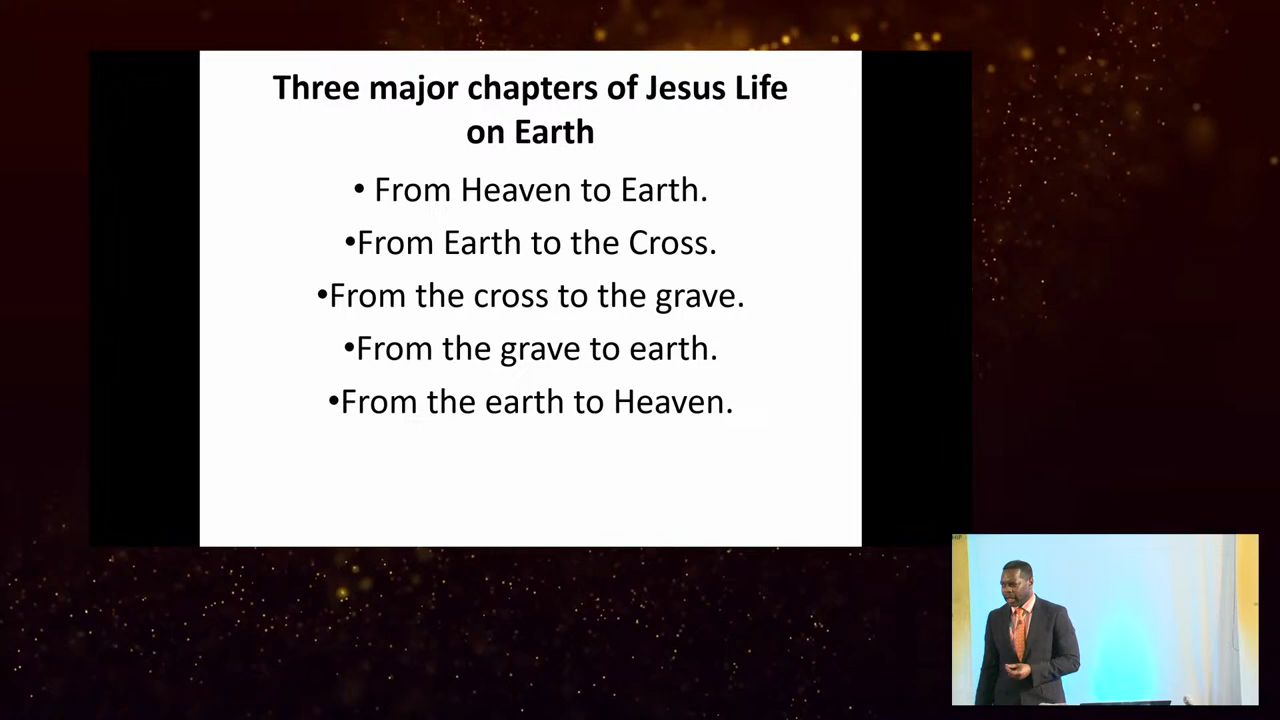 Three major chapters of Jesus Life
on Earth
• From Heaven to Earth.
•From Earth to the Cross.
•From the cross to the grave.
•From the grave to earth.
•From the earth to Heaven.